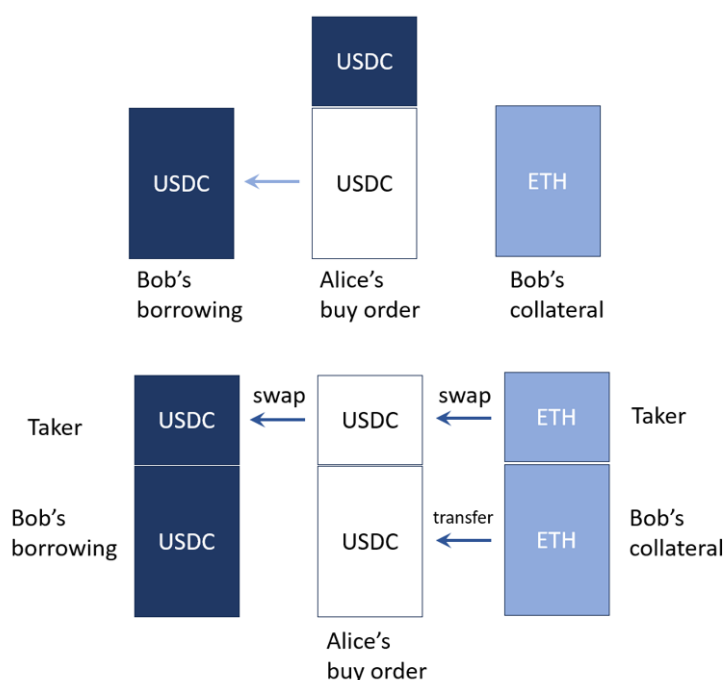 USDC
USDC
USDC
ETH
Bob's
borrowing
Alice's
buy order
Bob's
collateral
swap
swap
Taker
USDC
USDC
ETH
Taker
Bob's
borrowing
USDC
USDC
transfer
ETH
Bob's
collateral
Alice's
buy order